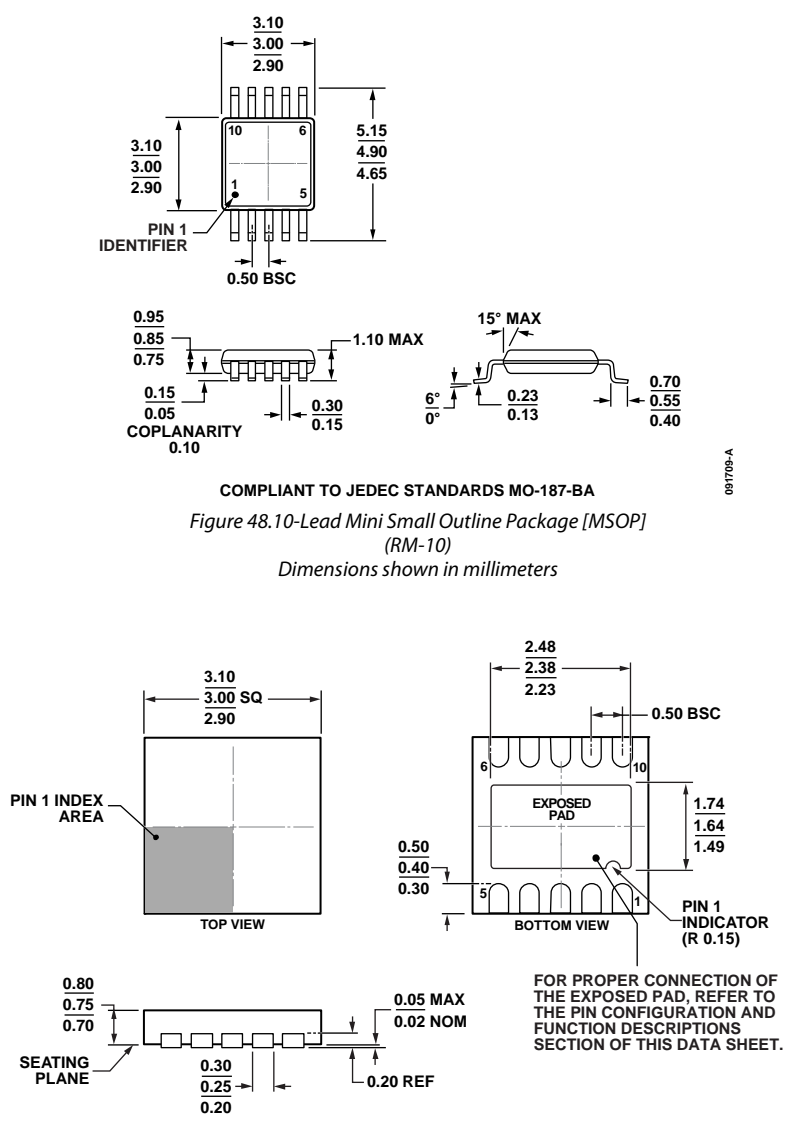 3.10
3.00
2.90
10
6
3.10
3.00
2.90
1
5
5.15
4.90
4.65
PIN 1
IDENTIFIER
0.50 BSC
0.95
0.85
0.75
1.10 MAX
0.15
0.05
COPLANARITY
0.10
0.30
0.15
15° MAX
6°
0°
0.23
0.13
0.70
0.55
0.40
091709-A
COMPLIANT TO JEDEC STANDARDS MO-187-BA
Figure 48.10-Lead Mini Small Outline Package [MSOP]
(RM-10)
Dimensions shown in millimeters
3.10
3.00 SQ
2.90
PIN 1 INDEX
AREA
TOP VIEW
2.48
2.38
2.23
0.50 BSC
6
10
EXPOSED
PAD
1.74
1.64
1.49
0.50
0.40
0.30
5
1
BOTTOM VIEW
PIN 1
INDICATOR
(R 0.15)
FOR PROPER CONNECTION OF
THE EXPOSED PAD, REFER TO
THE PIN CONFIGURATION AND
FUNCTION DESCRIPTIONS
SECTION OF THIS DATA SHEET.
0.80
0.75
0.70
SEATING
PLANE
0.30
0.25
0.20
0.05 MAX
0.02 NOM
0.20 REF